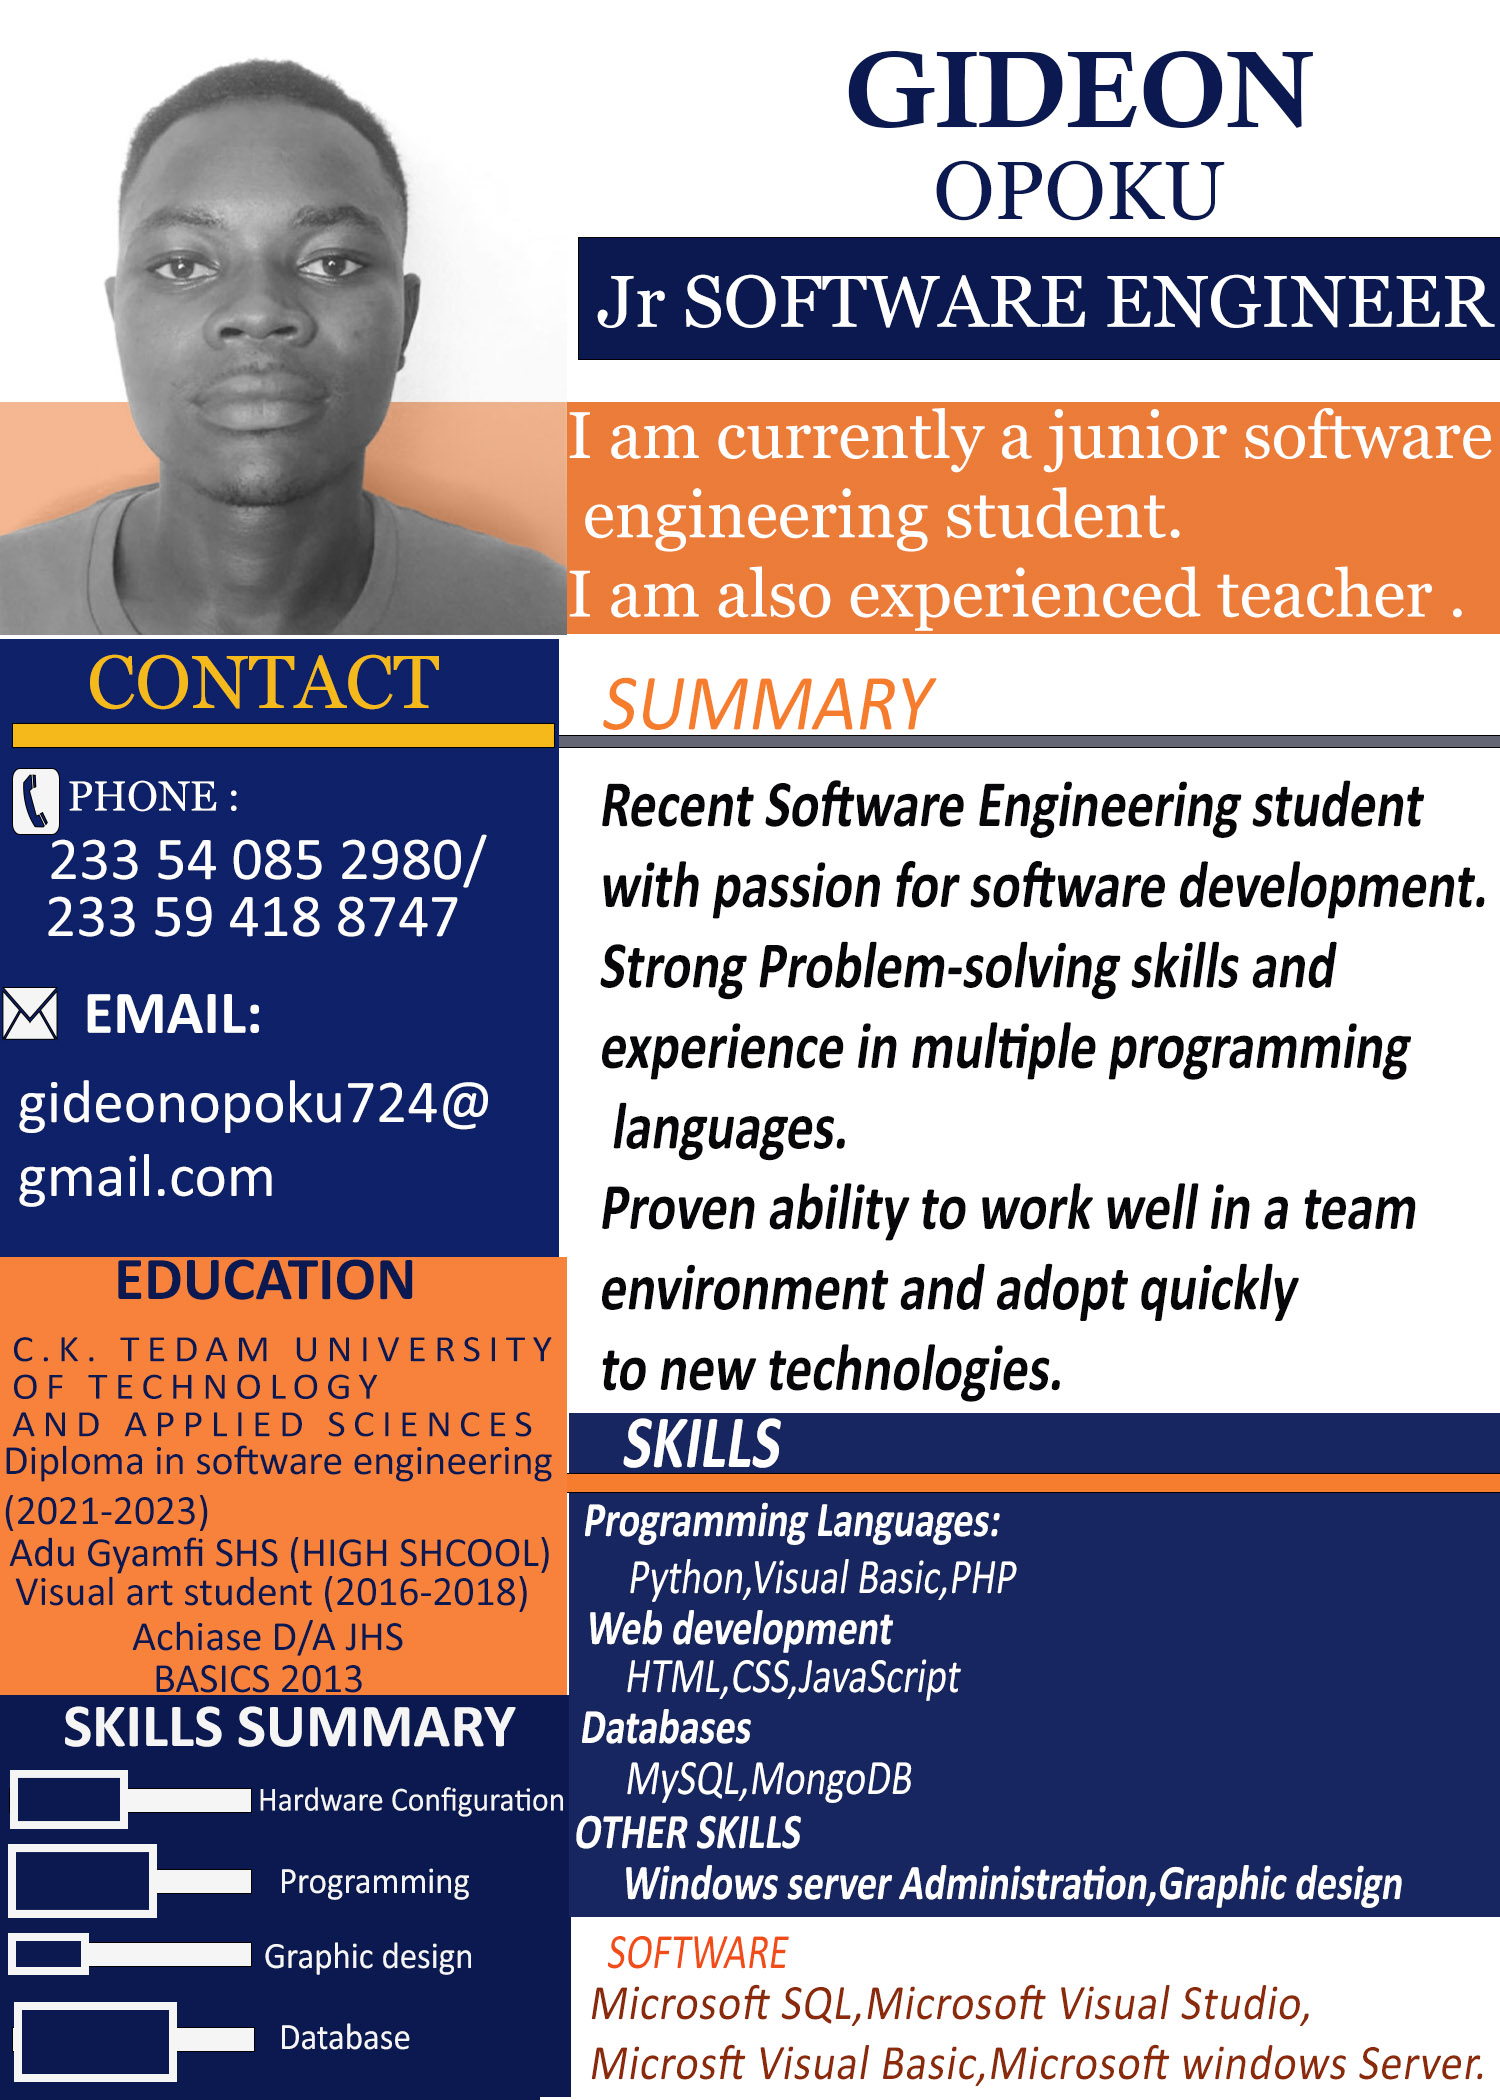 GIDEON
OPOKU
Jr SOFTWARE ENGINEER
I am currently a junior software
engineering student.
I am also experienced teacher .
CONTACT
PHONE :
233 54 085 2980/
233 59 418 8747
EMAIL:
gideonopoku724@
gmail.com
EDUCATION
C.K. TEDAM UNIVERSITY
OF TECHNOLOGY
AND APPLIED SCIENCES
Diploma in software engineering
(2021-2023)
Adu Gyamfi SHS (HIGH SHCOOL)
Visual art student (2016-2018)
Achiase D/A JHS
BASICS 2013
SKILLS SUMMARY
Hardware Configuration
Programming
Graphic design
Database
SUMMARY
Recent Software Engineering student
with passion for software development.
Strong Problem-solving skills and
experience in multiple programming
languages.
Proven ability to work well in a team
environment and adopt quickly
to new technologies.
SKILLS
Programming Languages:
Python,Visual Basic,PHP
Web development
HTML,CSS,JavaScript
Databases
MySQL,MongoDB
OTHER SKILLS
Windows server Administration,Graphic design
SOFTWARE
Microsoft SQL,Microsoft Visual Studio,
Microsft Visual Basic,Microsoft windows Server.